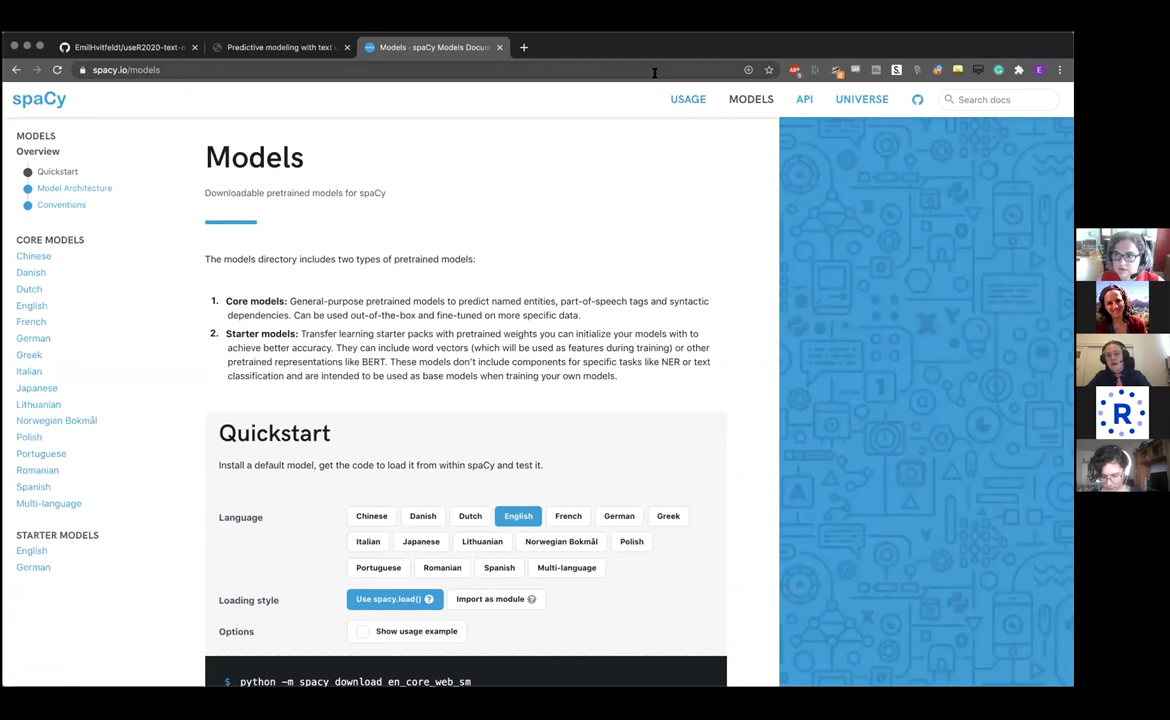 EmilHvitfeldt/useR2020-text-m
Predictive modeling with text u
Models · spaCy Models Docum
spacy.io/models
spaCy
USAGE
MODELS
API
UNIVERSE
Search docs
MODELS
Overview
Quickstart
Model Architecture
Conventions
CORE MODELS
Chinese
Danish
Dutch
English
French
German
Greek
Italian
Japanese
Lithuanian
Norwegian Bokmål
Polish
Portuguese
Romanian
Spanish
Multi-language
STARTER MODELS
English
German
Models
Downloadable pretrained models for spaCy
The models directory includes two types of pretrained models:
1. Core models: General-purpose pretrained models to predict named entities, part-of-speech tags and syntactic
dependencies. Can be used out-of-the-box and fine-tuned on more specific data.
2. Starter models: Transfer learning starter packs with pretrained weights you can initialize your models with to
achieve better accuracy. They can include word vectors (which will be used as features during training) or other
pretrained representations like BERT. These models don't include components for specific tasks like NER or text
classification and are intended to be used as base models when training your own models.
Quickstart
Install a default model, get the code to load it from within spaCy and test it.
Language
Chinese Danish Dutch English French German Greek
Italian Japanese Lithuanian Norwegian Bokmål Polish
Portuguese Romanian Spanish Multi-language
Loading style
Use spacy.load() ? Import as module ?
Options
Show usage example
$ python -m spacy download en_core_web_sm
R